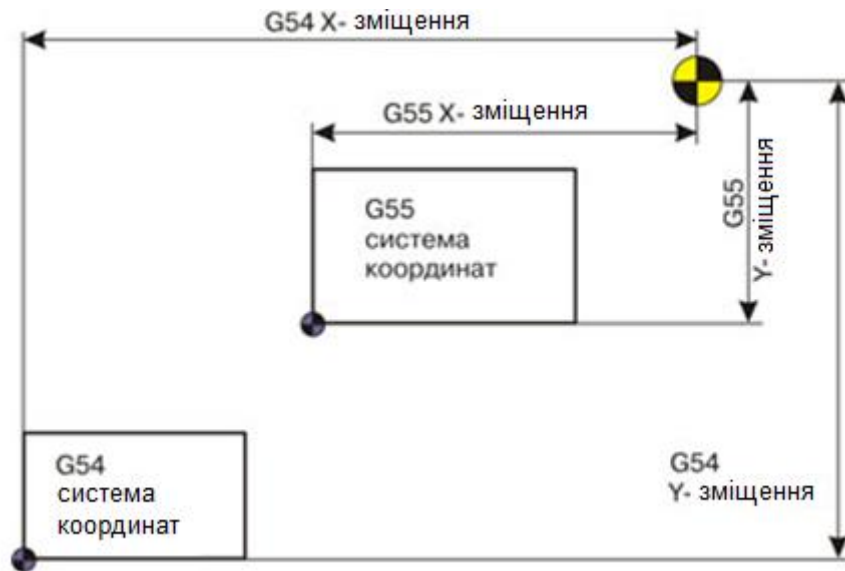 G54 X- зміщення
G55 X- зміщення
G55
Y- зміщення
G55
система
координат
G54
система
координат
G54
Y- зміщення